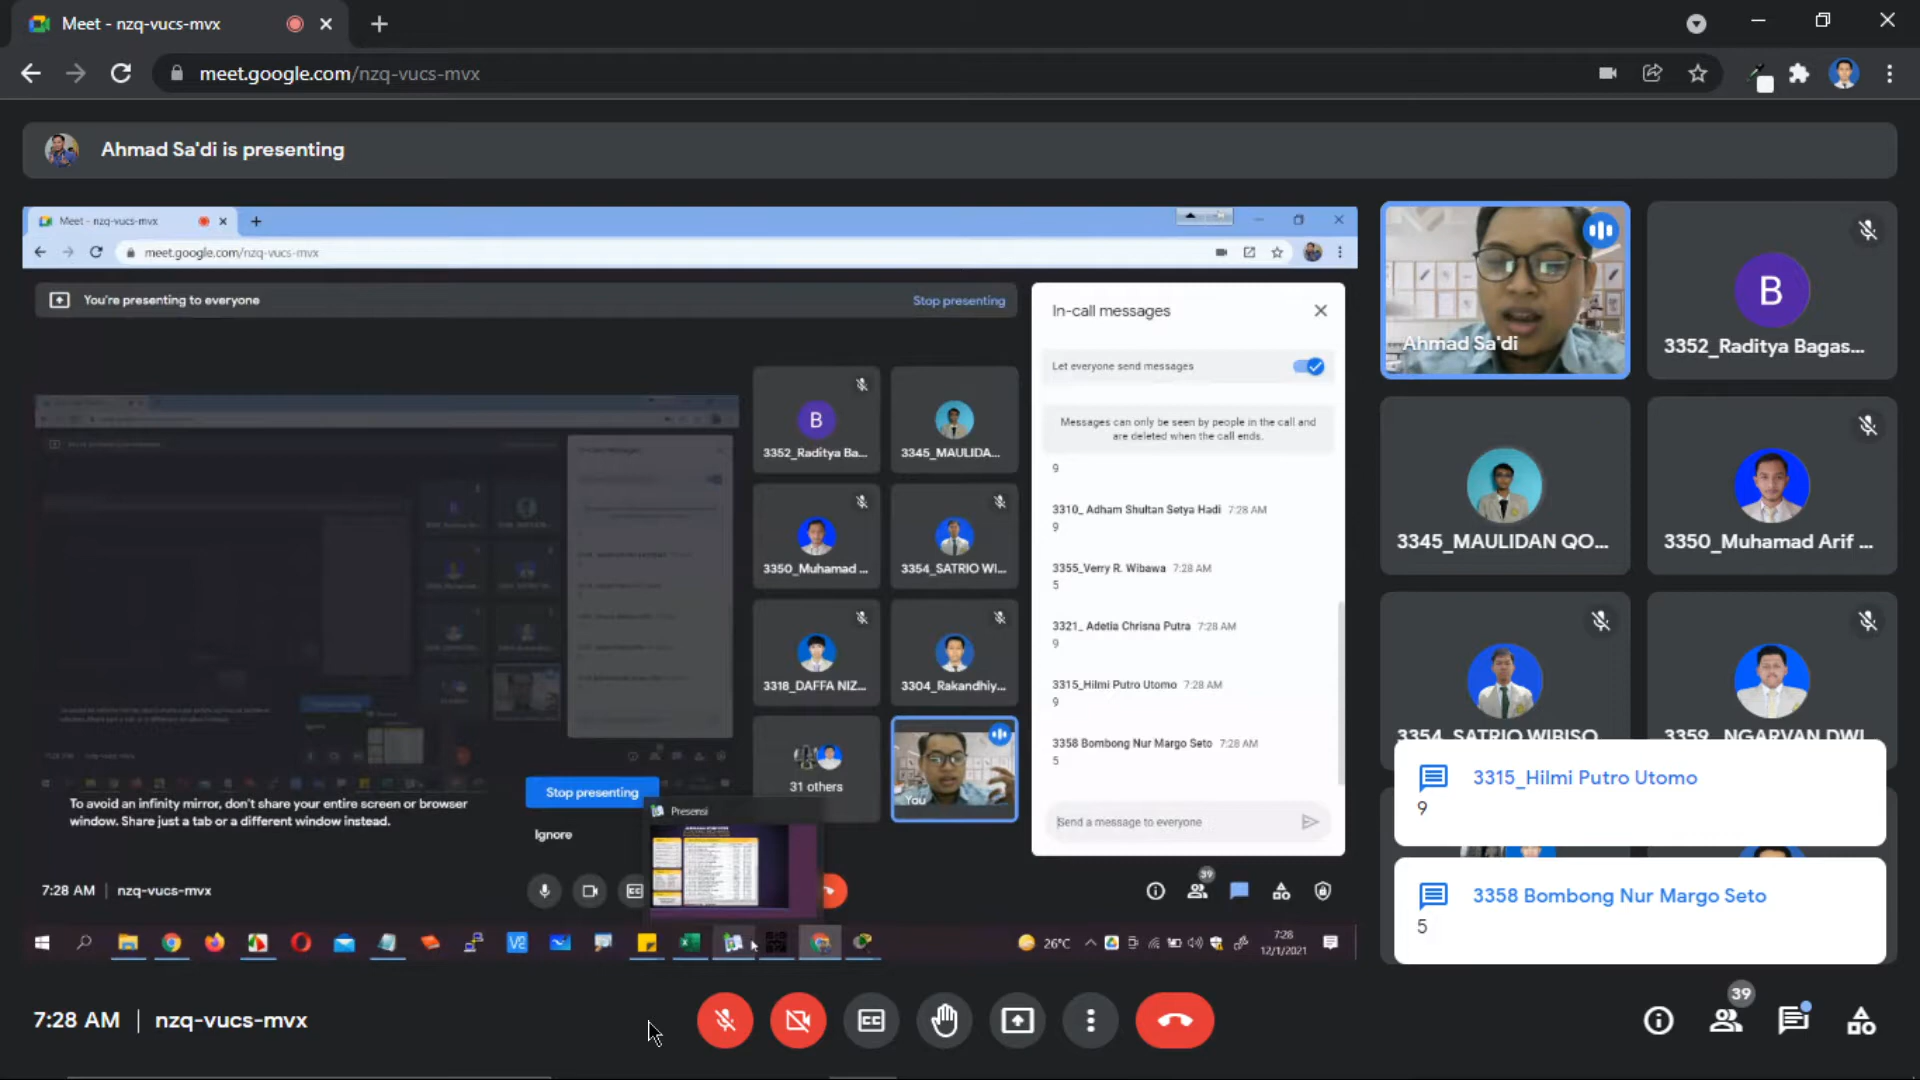 Meet - nzq-vucs-mvx
meet.google.com/nzq-vucs-mvx
Ahmad Sa'di is presenting
Meet - nzq-vucs-mvx
meet.google.com/nzq-vucs-mvx
You're presenting to everyone
Stop presenting
In-call messages
Let everyone send messages
Messages can only be seen by people in the call and
are deleted when the call ends.
9
3310_ Adham Shultan Setya Hadi 7:28 AM
9
3355_Verry R. Wibawa 7:28 AM
5
3321_ Adetia Chrisna Putra 7:28 AM
9
3315_Hilmi Putro Utomo 7:28 AM
9
3358 Bombong Nur Margo Seto 7:28 AM
5
Send a message to everyone
B
3352_Raditya Ba...
3345_MAULIDA...
3350_Muhamad ...
3354_SATRIO WI...
3318_DAFFA NIZ...
3304_Rakandhiy...
31 others
You
To avoid an infinity mirror, don't share your entire screen or browser
window. Share just a tab or a different window instead.
Stop presenting
Ignore
Presensi
7:28 AM | nzq-vucs-mvx
39
26°C
7:28
12/1/2021
Ahmad Sa'di
B
3352_Raditya Bagas...
3345_MAULIDAN QO...
3350_Muhamad Arif ...
3354_SATRIO WIBISO
3359_NGARVAN DWI
3315_Hilmi Putro Utomo
9
3358 Bombong Nur Margo Seto
5
7:28 AM | nzq-vucs-mvx
39